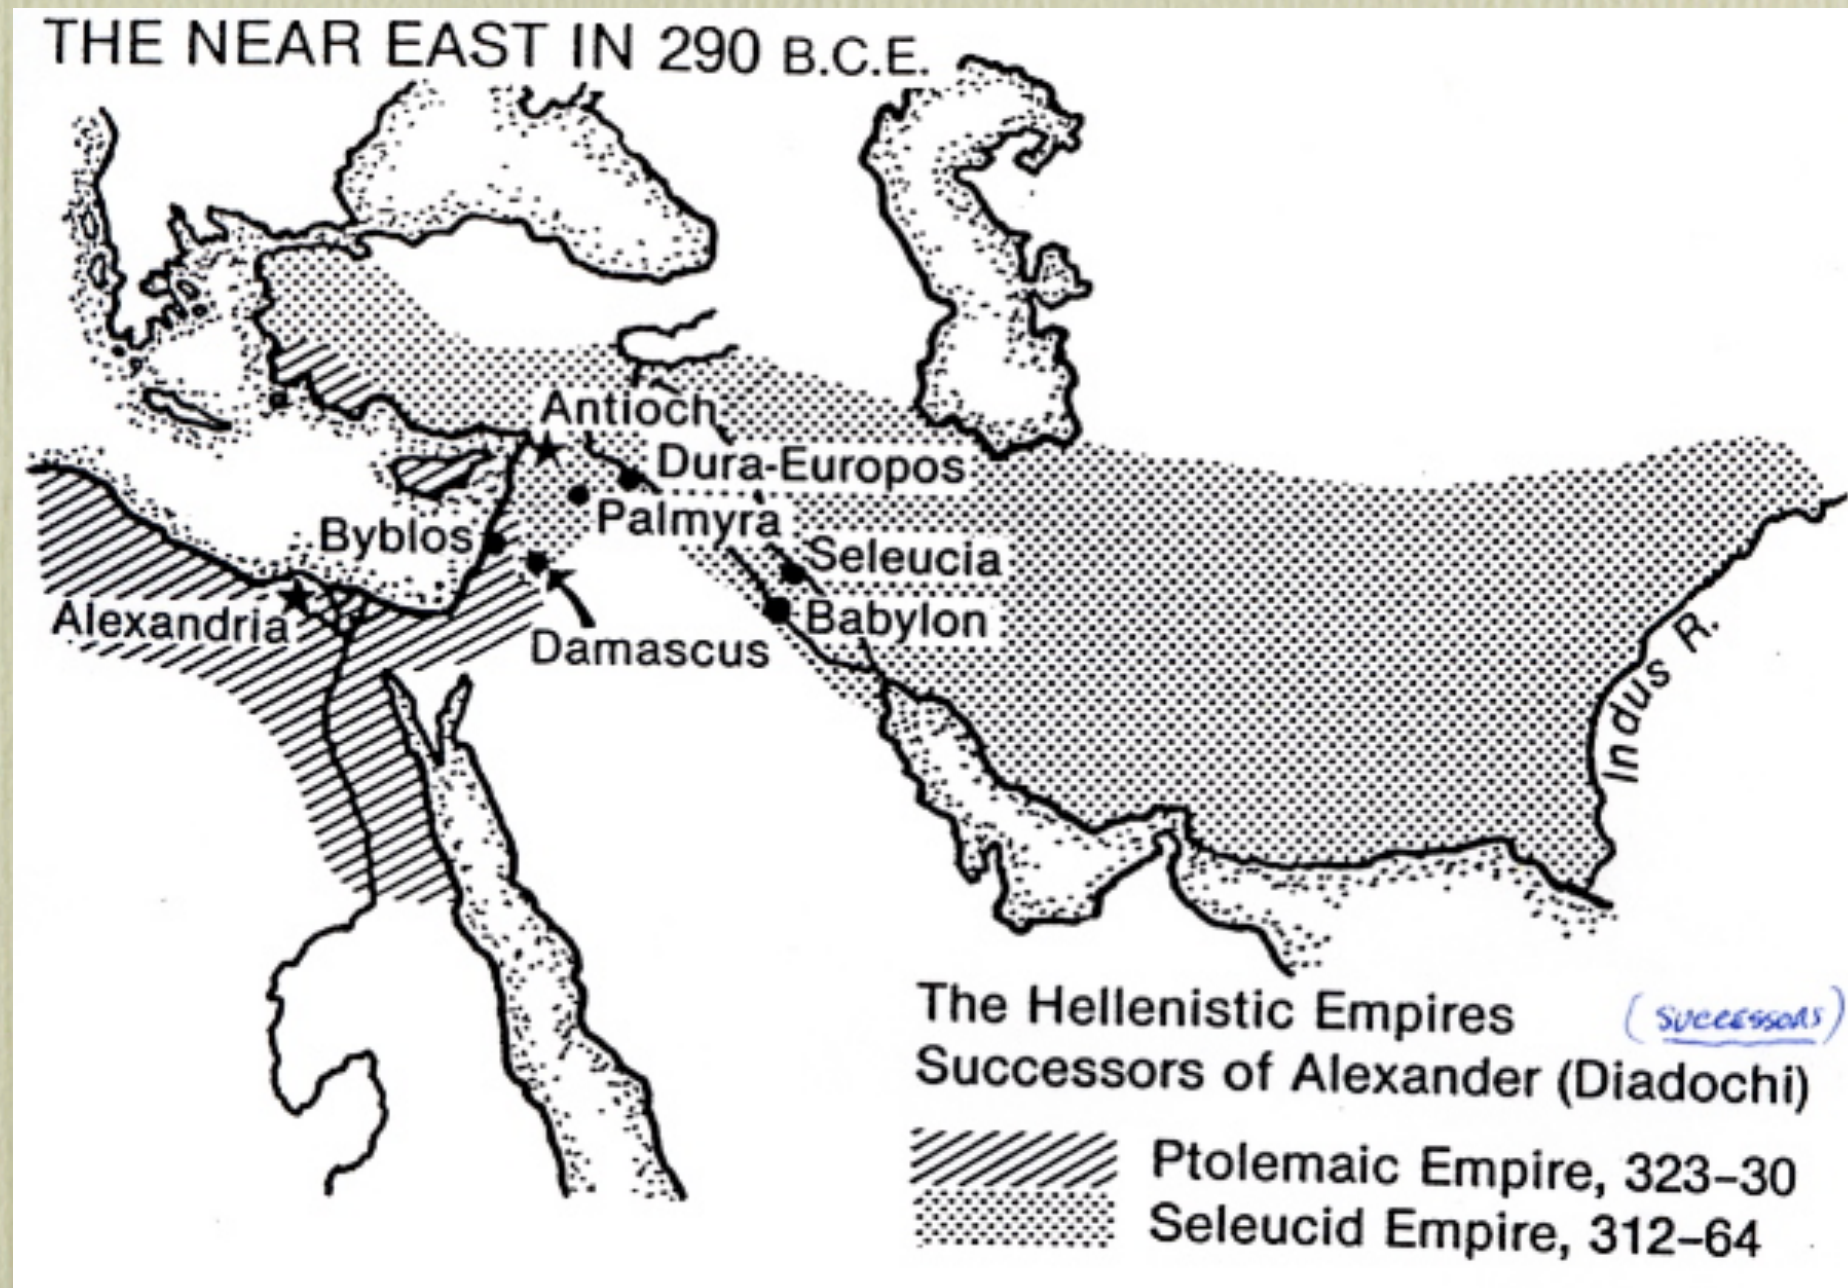 THE NEAR EAST IN 290 B.C.E.
Antioch
Dura-Europos
Palmyra
Byblos
Seleucia
Alexandria
Babylon
Damascus
Indus R.
The Hellenistic Empires
(successors)
Successors of Alexander (Diadochi)
Ptolemaic Empire, 323–30
Seleucid Empire, 312–64